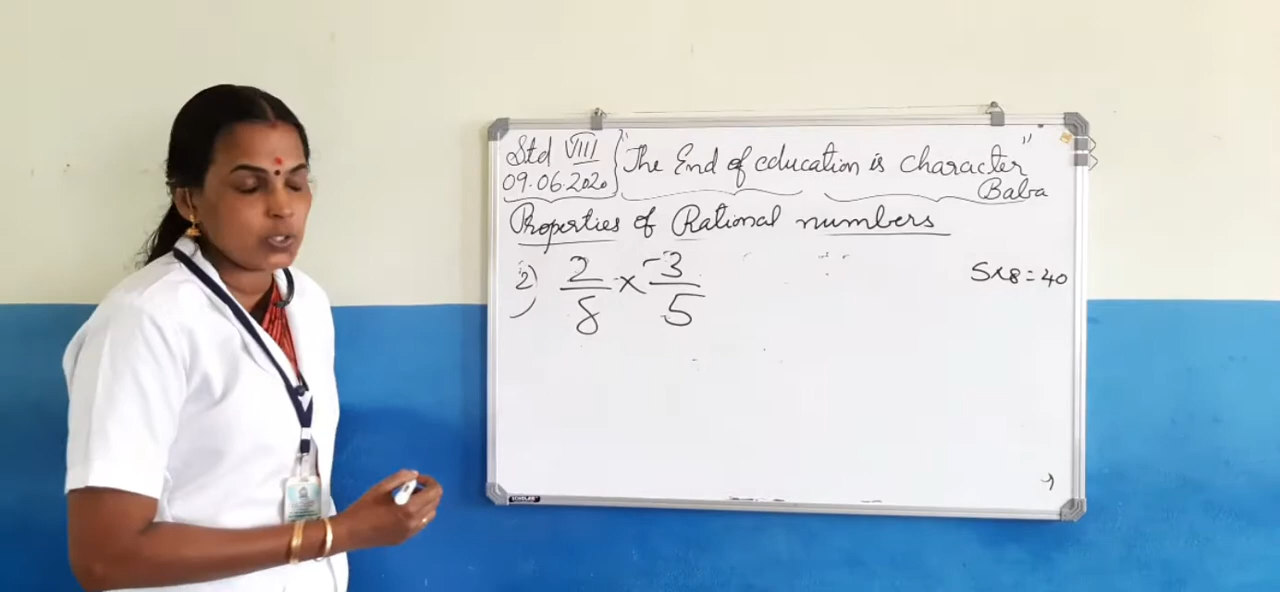 Std VIII
09.06.2020
"The End of education is character"
Baba
Properties of Rational numbers
2) 2/8 × -3/5
5×8=40
SCHOLAR